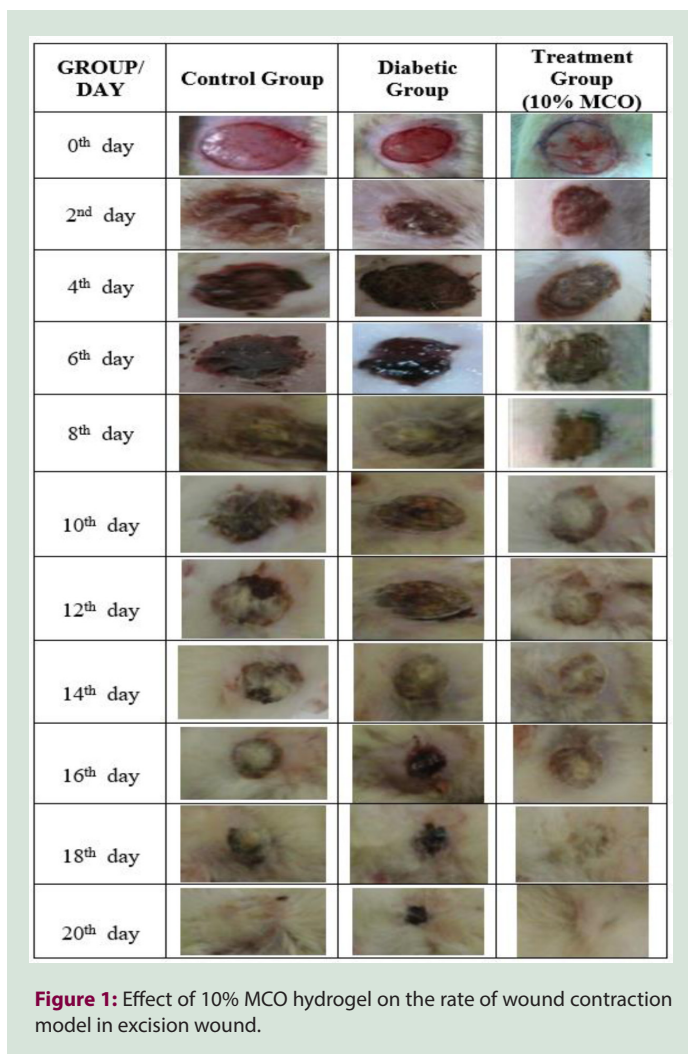 GROUP/ DAY
Control Group
Diabetic Group
Treatment Group (10% MCO)
0th day
2nd day
4th day
6th day
8th day
10th day
12th day
14th day
16th day
18th day
20th day
Figure 1: Effect of 10% MCO hydrogel on the rate of wound contraction
model in excision wound.